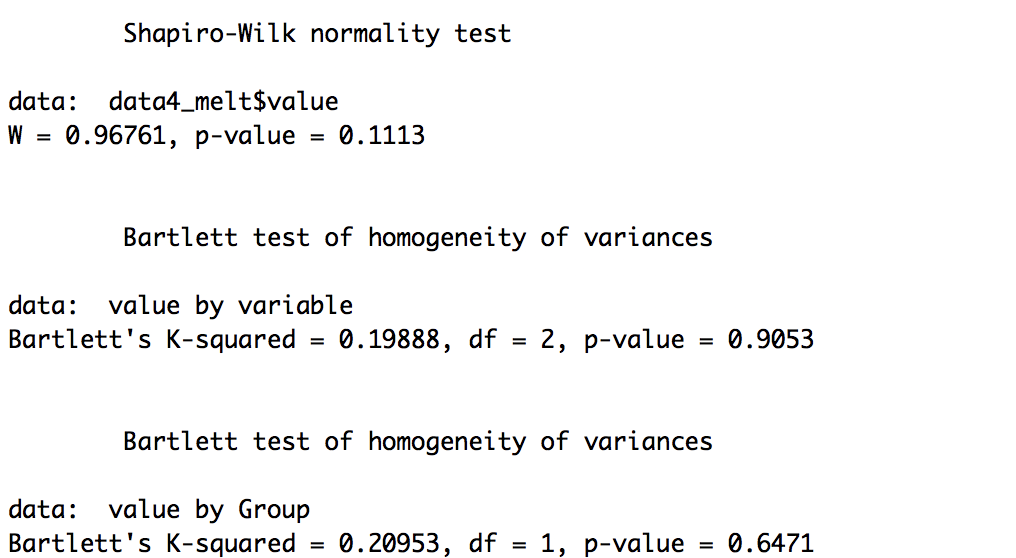 Shapiro-Wilk normality test
data:  data4_melt$value
W = 0.96761, p-value = 0.1113
Bartlett test of homogeneity of variances
data:  value by variable
Bartlett's K-squared = 0.19888, df = 2, p-value = 0.9053
Bartlett test of homogeneity of variances
data:  value by Group
Bartlett's K-squared = 0.20953, df = 1, p-value = 0.6471